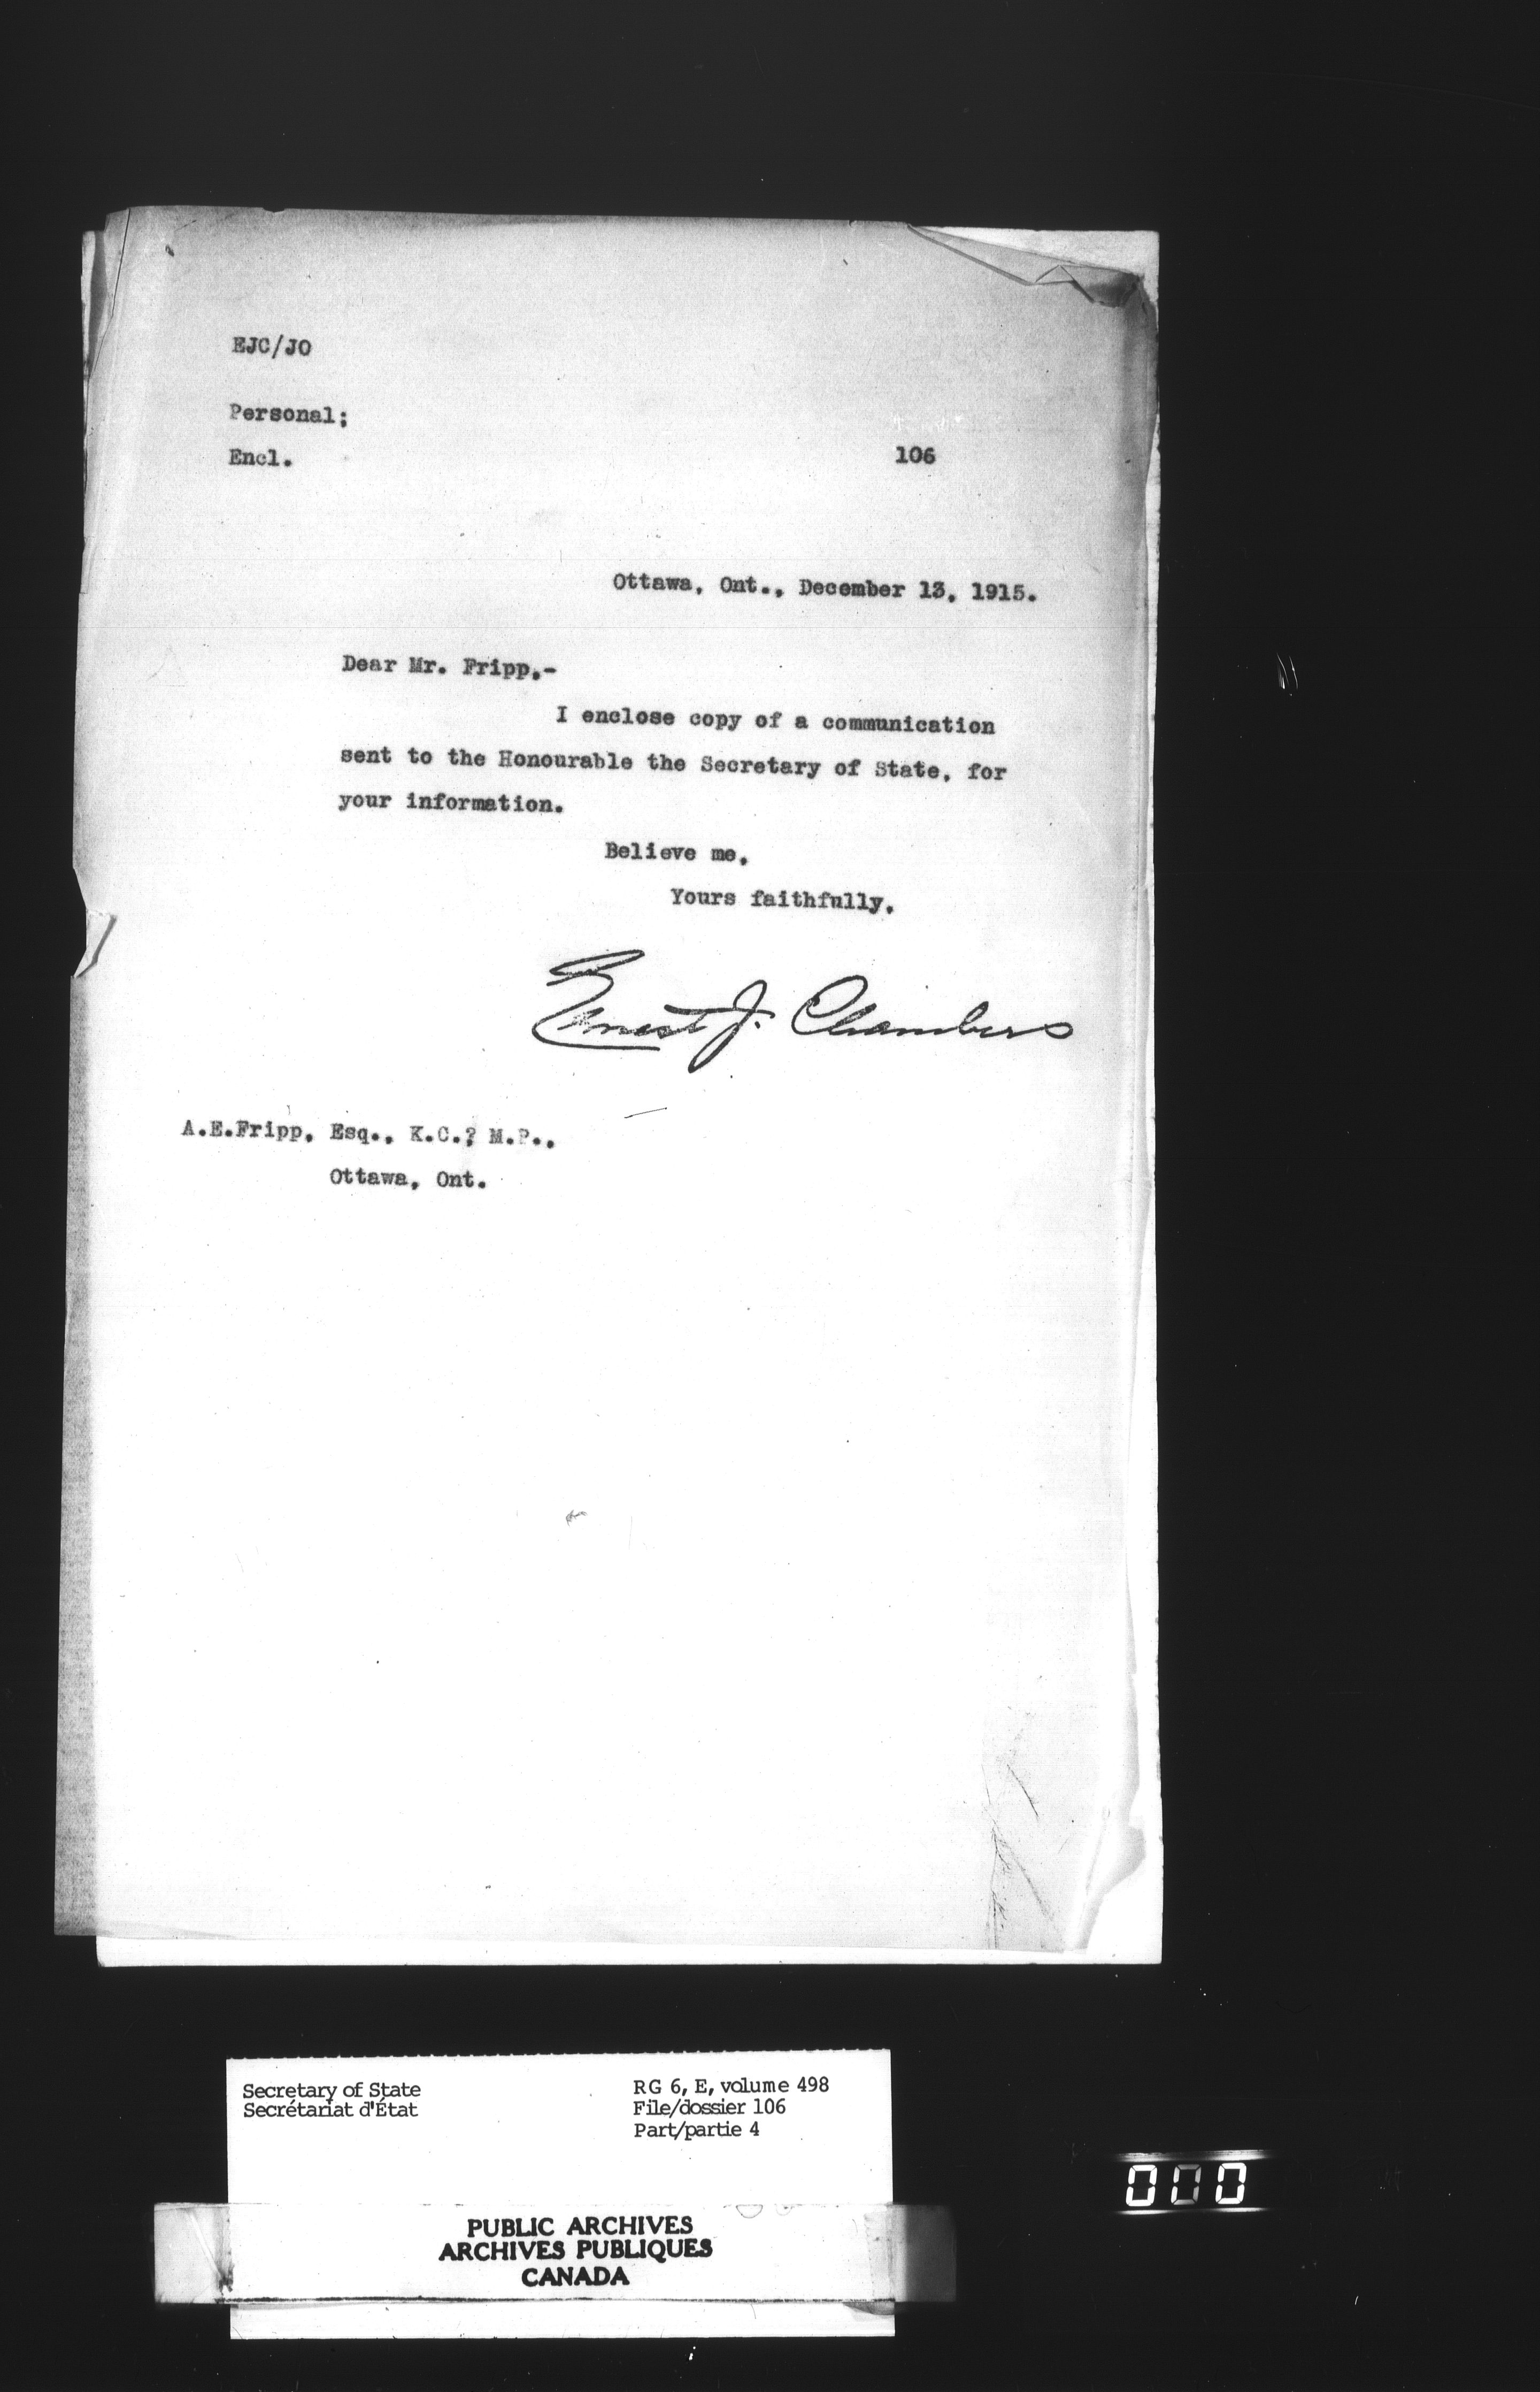 EJC/JO
Personal;
Encl.
106
Ottawa, Ont., December 13, 1915.
Dear Mr. Fripp,-
I enclose copy of a communication
sent to the Honourable the Secretary of State, for
your information.
Believe me,
Yours faithfully,
Ernest J. Chambers
A.E.Fripp, Esq., K.C.? M.P.,
Ottawa, Ont.
Secretary of State
Secrétariat d'État
RG 6, E, volume 498
File/dossier 106
Part/partie 4
PUBLIC ARCHIVES
ARCHIVES PUBLIQUES
CANADA
000